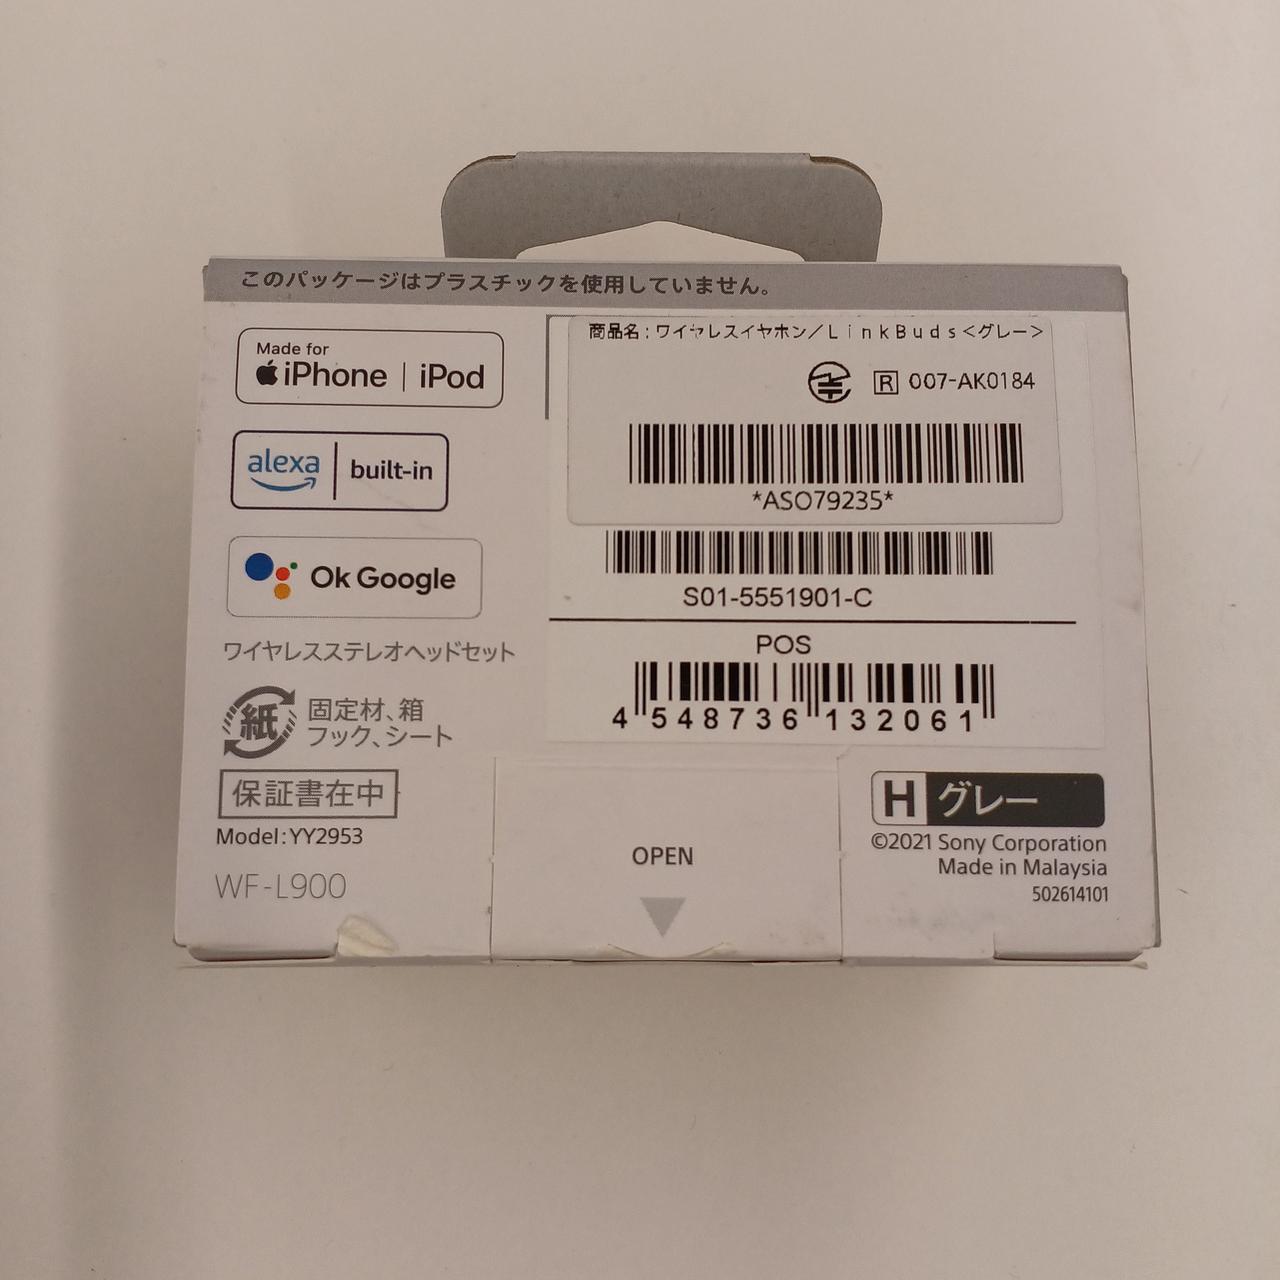 このパッケージはプラスチックを使用していません。
Made for
iPhone | iPod
alexa | built-in
Ok Google
ワイヤレスステレオヘッドセット
紙
固定材、箱
フック、シート
保証書在中
Model:YY2953
WF-L900
商品名:ワイヤレスイヤホン/LinkBuds<グレー>
R 007-AK0184
*ASO79235*
S01-5551901-C
POS
4 548736 132061
OPEN
H グレー
©2021 Sony Corporation
Made in Malaysia
502614101